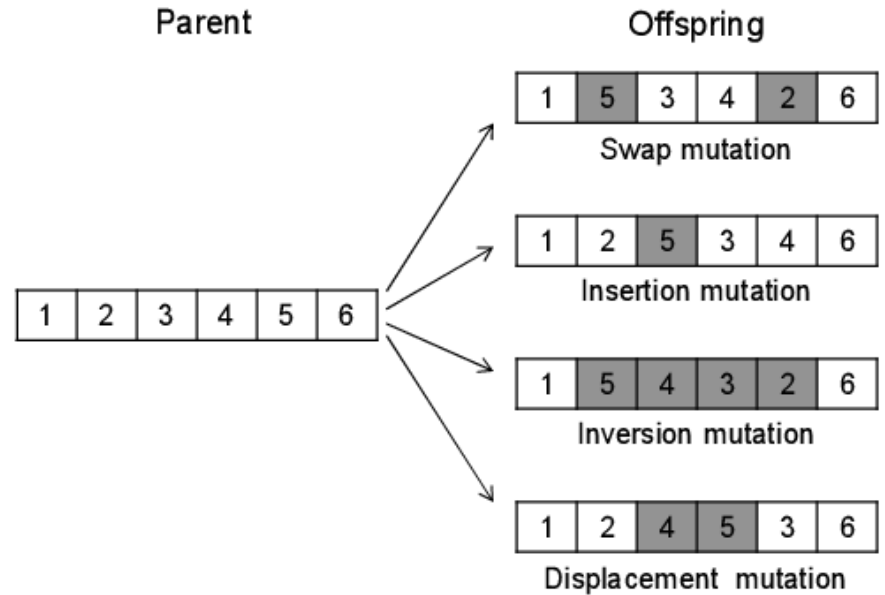 Parent
Offspring
1 5 3 4 2 6
Swap mutation
1 2 5 3 4 6
Insertion mutation
1 2 3 4 5 6
1 5 4 3 2 6
Inversion mutation
1 2 4 5 3 6
Displacement mutation